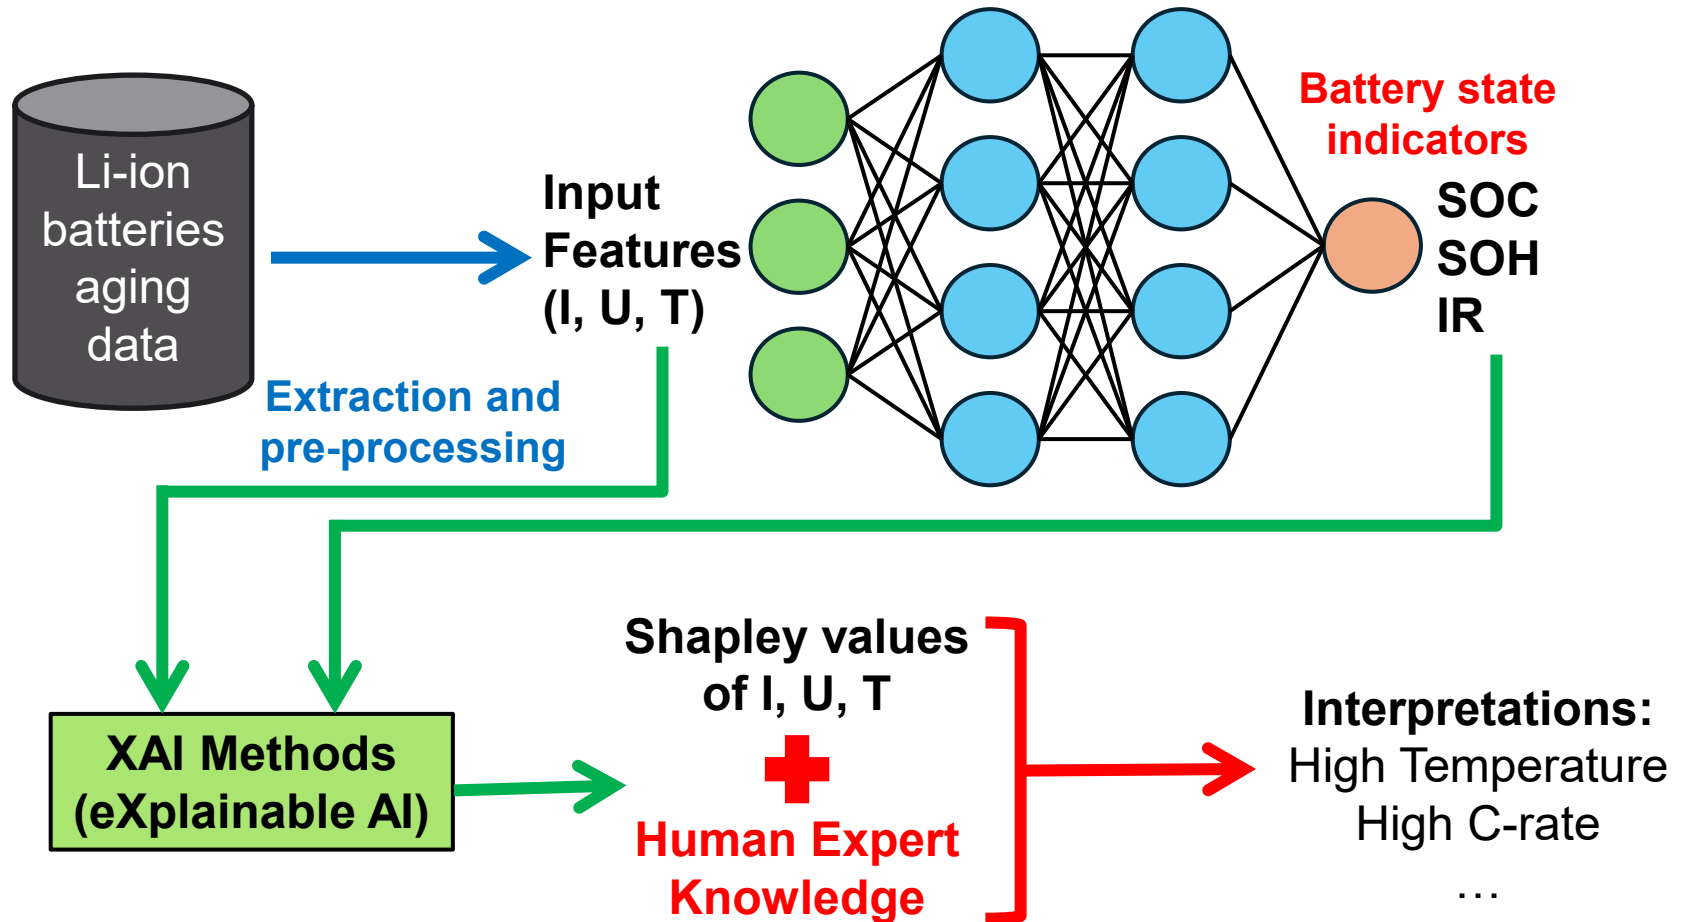 Li-ion
batteries
aging
data
Extraction and
pre-processing
Input
Features
(I, U, T)
Battery state
indicators
SOC
SOH
IR
XAI Methods
(eXplainable AI)
Shapley values
of I, U, T
Human Expert
Knowledge
Interpretations:
High Temperature
High C-rate
…